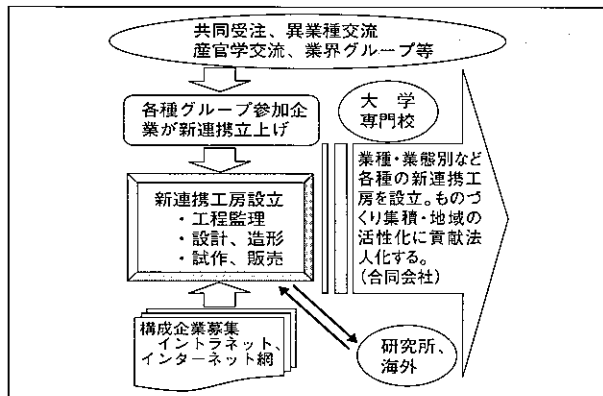 共同受注、異業種交流
産官学交流、業界グループ等
各種グループ参加企
業が新連携立上げ
大　学
専門校
新連携工房設立
・工程監理
・設計、造形
・試作、販売
業種・業態別など
各種の新連携工
房を設立。ものづ
くり集積・地域の
活性化に貢献法
人化する。
(合同会社)
構成企業募集
イントラネット、
インターネット網
研究所、
海外